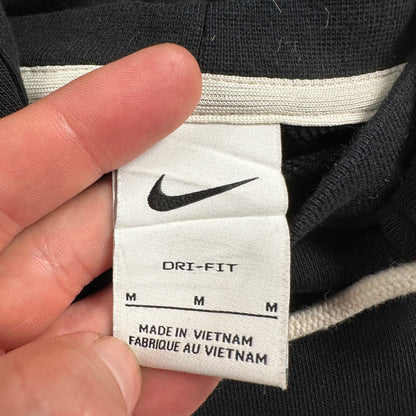 DRI-FIT
M M M
MADE IN VIETNAM
FABRIQUE AU VIETNAM